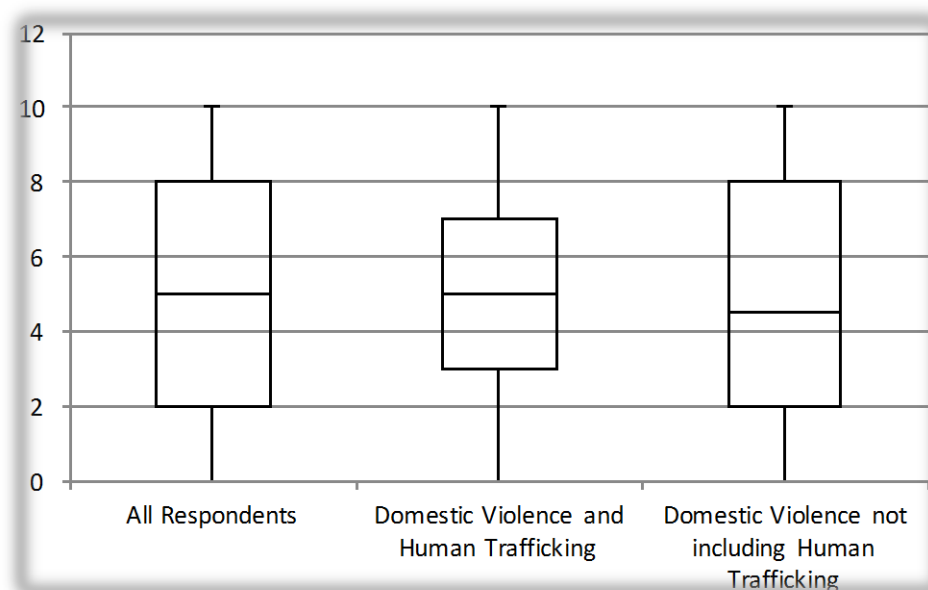 12
10
8
6
4
2
0
All Respondents
Domestic Violence and
Human Trafficking
Domestic Violence not
including Human
Trafficking